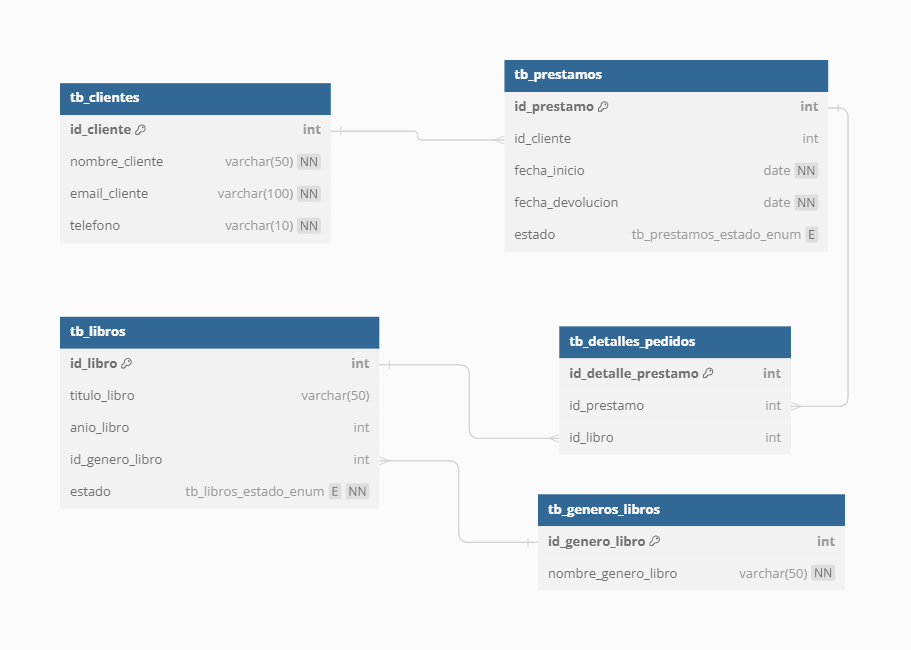 tb_clientes
id_cliente int
nombre_cliente varchar(50) NN
email_cliente varchar(100) NN
telefono varchar(10) NN
tb_prestamos
id_prestamo int
id_cliente int
fecha_inicio date NN
fecha_devolucion date NN
estado tb_prestamos_estado_enum E
tb_libros
id_libro int
titulo_libro varchar(50)
anio_libro int
id_genero_libro int
estado tb_libros_estado_enum E NN
tb_detalles_pedidos
id_detalle_prestamo int
id_prestamo int
id_libro int
tb_generos_libros
id_genero_libro int
nombre_genero_libro varchar(50) NN